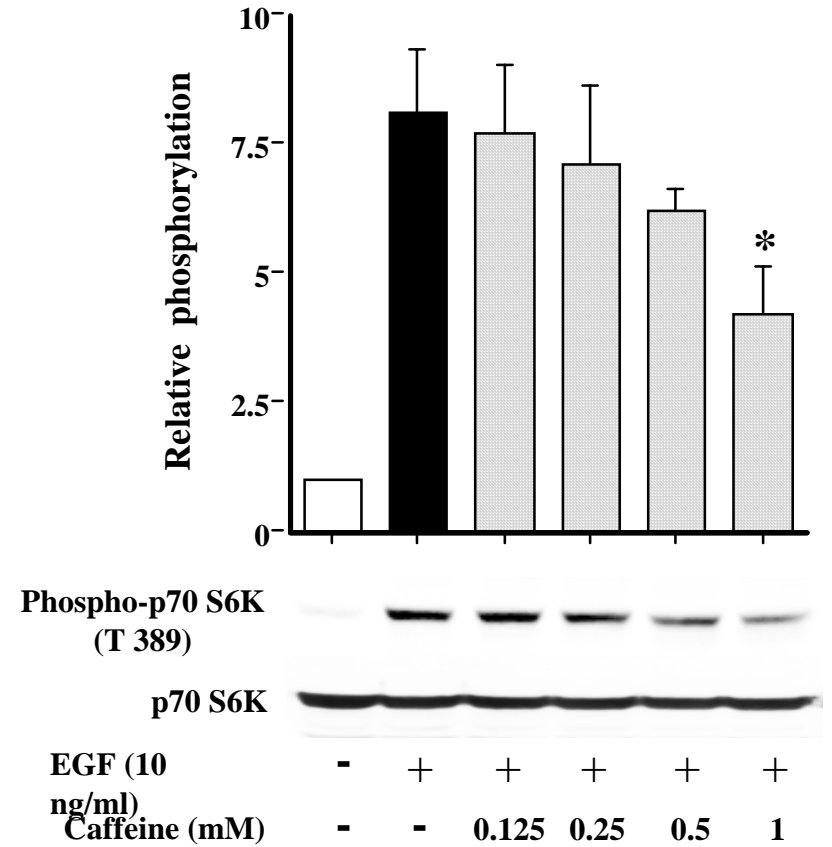 10
7.5
5
2.5
0
Relative phosphorylation
*
Phospho-p70 S6K
(T 389)
p70 S6K
EGF (10
ng/ml)
- + + + + +
Caffeine (mM) - - 0.125 0.25 0.5 1